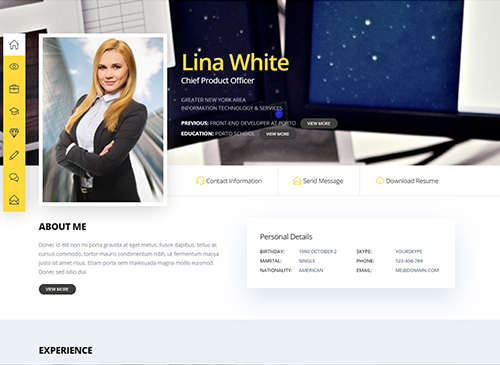 Lina White
Chief Product Officer
GREATER NEW YORK AREA
INFORMATION TECHNOLOGY & SERVICES
PREVIOUS: FRONT-END DEVELOPER AT PORTO VIEW MORE
EDUCATION: PORTO SCHOOL VIEW MORE
Contact Information Send Message Download Resume
ABOUT ME
Donec id elit non mi porta gravida at eget metus. Fusce dapibus, tellus ac
cursus commodo, tortor mauris condimentum nibh, ut fermentum massa
justo sit amet risus. Etiam porta sem malesuada magna mollis euismod.
Donec sed odio dui.
VIEW MORE
Personal Details
BIRTHDAY: 1990 OCTOBER 2 SKYPE: YOURSKYPE
MARITAL: SINGLE PHONE: 123-456-789
NATIONALITY: AMERICAN EMAIL: ME@DOMAIN.COM
EXPERIENCE